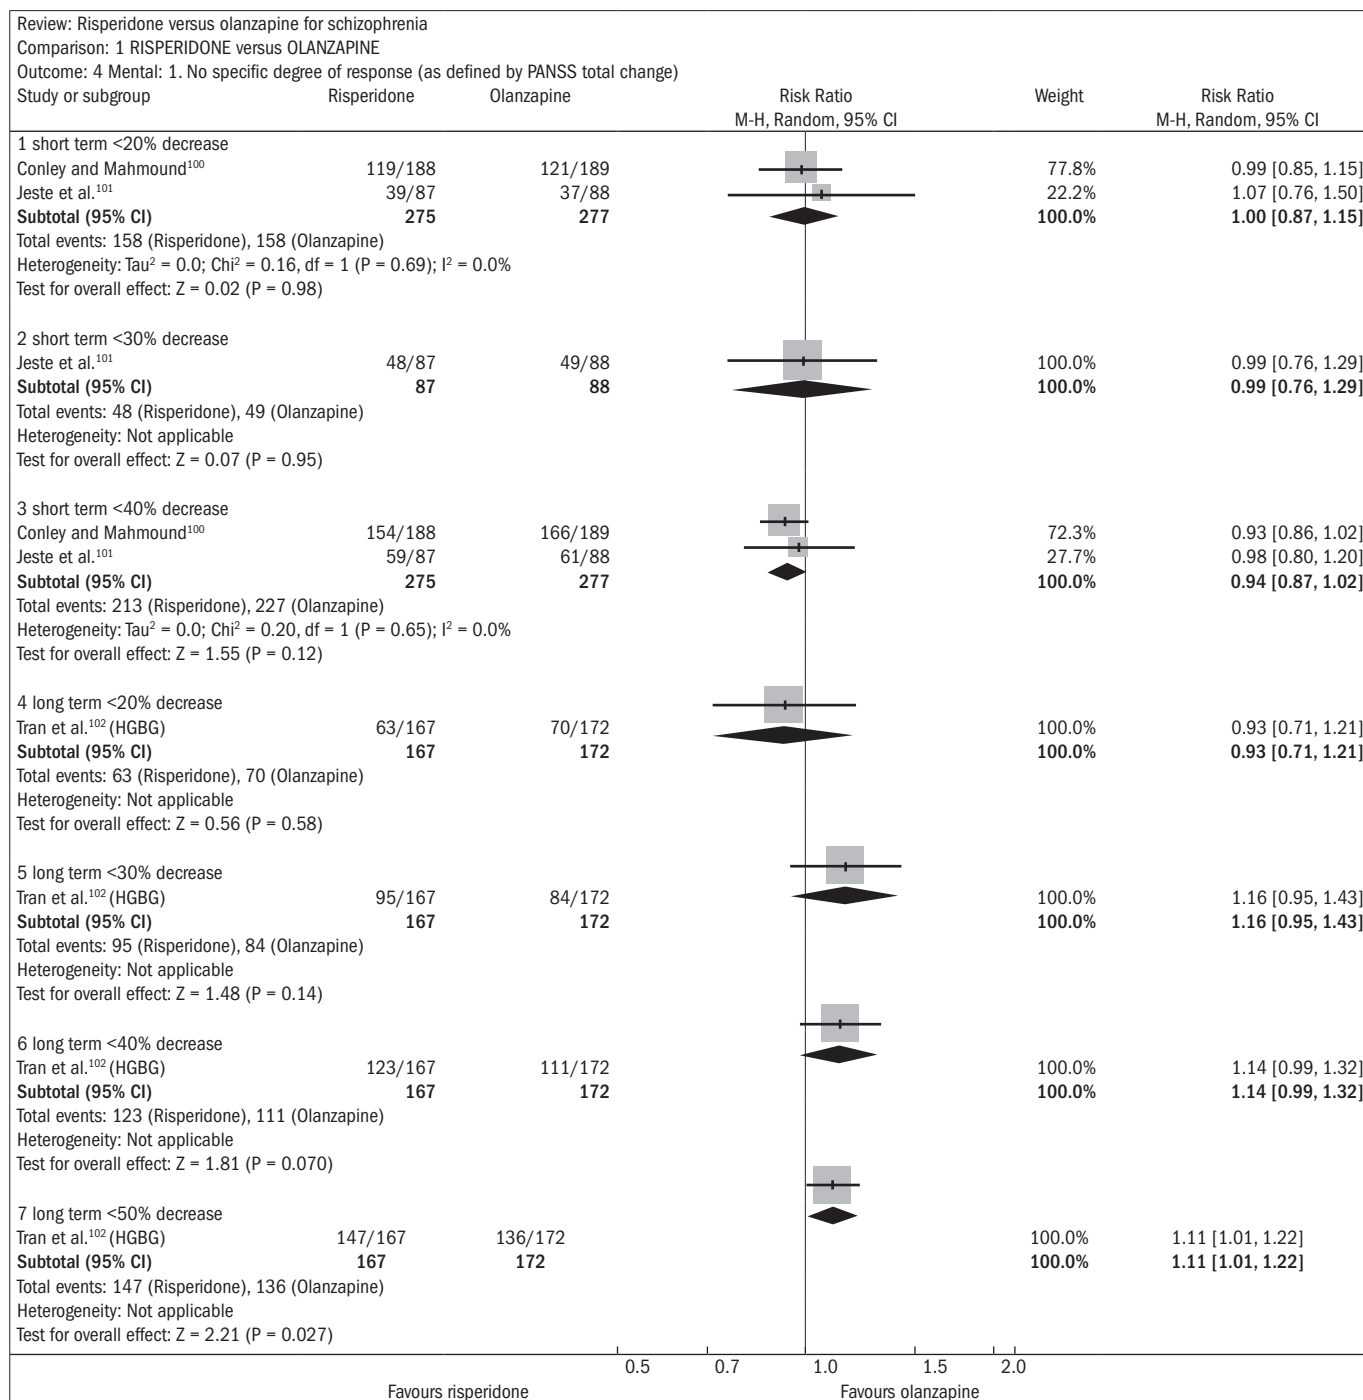 Review: Risperidone versus olanzapine for schizophrenia
Comparison: 1 RISPERIDONE versus OLANZAPINE
Outcome: 4 Mental: 1. No specific degree of response (as defined by PANSS total change)
Study or subgroup Risperidone Olanzapine Risk Ratio Weight Risk Ratio
M-H, Random, 95% CI M-H, Random, 95% CI
1 short term <20% decrease
Conley and Mahmound¹⁰⁰ 119/188 121/189 77.8% 0.99 [0.85, 1.15]
Jeste et al.¹⁰¹ 39/87 37/88 22.2% 1.07 [0.76, 1.50]
Subtotal (95% CI) 275 277 100.0% 1.00 [0.87, 1.15]
Total events: 158 (Risperidone), 158 (Olanzapine)
Heterogeneity: Tau² = 0.0; Chi² = 0.16, df = 1 (P = 0.69); I² = 0.0%
Test for overall effect: Z = 0.02 (P = 0.98)
2 short term <30% decrease
Jeste et al.¹⁰¹ 48/87 49/88 100.0% 0.99 [0.76, 1.29]
Subtotal (95% CI) 87 88 100.0% 0.99 [0.76, 1.29]
Total events: 48 (Risperidone), 49 (Olanzapine)
Heterogeneity: Not applicable
Test for overall effect: Z = 0.07 (P = 0.95)
3 short term <40% decrease
Conley and Mahmound¹⁰⁰ 154/188 166/189 72.3% 0.93 [0.86, 1.02]
Jeste et al.¹⁰¹ 59/87 61/88 27.7% 0.98 [0.80, 1.20]
Subtotal (95% CI) 275 277 100.0% 0.94 [0.87, 1.02]
Total events: 213 (Risperidone), 227 (Olanzapine)
Heterogeneity: Tau² = 0.0; Chi² = 0.20, df = 1 (P = 0.65); I² = 0.0%
Test for overall effect: Z = 1.55 (P = 0.12)
4 long term <20% decrease
Tran et al.¹⁰² (HGBG) 63/167 70/172 100.0% 0.93 [0.71, 1.21]
Subtotal (95% CI) 167 172 100.0% 0.93 [0.71, 1.21]
Total events: 63 (Risperidone), 70 (Olanzapine)
Heterogeneity: Not applicable
Test for overall effect: Z = 0.56 (P = 0.58)
5 long term <30% decrease
Tran et al.¹⁰² (HGBG) 95/167 84/172 100.0% 1.16 [0.95, 1.43]
Subtotal (95% CI) 167 172 100.0% 1.16 [0.95, 1.43]
Total events: 95 (Risperidone), 84 (Olanzapine)
Heterogeneity: Not applicable
Test for overall effect: Z = 1.48 (P = 0.14)
6 long term <40% decrease
Tran et al.¹⁰² (HGBG) 123/167 111/172 100.0% 1.14 [0.99, 1.32]
Subtotal (95% CI) 167 172 100.0% 1.14 [0.99, 1.32]
Total events: 123 (Risperidone), 111 (Olanzapine)
Heterogeneity: Not applicable
Test for overall effect: Z = 1.81 (P = 0.070)
7 long term <50% decrease
Tran et al.¹⁰² (HGBG) 147/167 136/172 100.0% 1.11 [1.01, 1.22]
Subtotal (95% CI) 167 172 100.0% 1.11 [1.01, 1.22]
Total events: 147 (Risperidone), 136 (Olanzapine)
Heterogeneity: Not applicable
Test for overall effect: Z = 2.21 (P = 0.027)
0.5 0.7 1.0 1.5 2.0
Favours risperidone Favours olanzapine